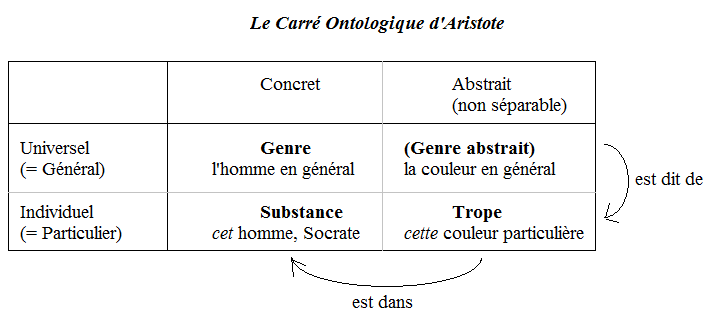 Le Carré Ontologique d'Aristote
Concret Abstrait
(non séparable)
Universel Genre (Genre abstrait)
(= Général) l'homme en général la couleur en général
est dit de
Individuel Substance Trope
(= Particulier) cet homme, Socrate cette couleur particulière
est dans